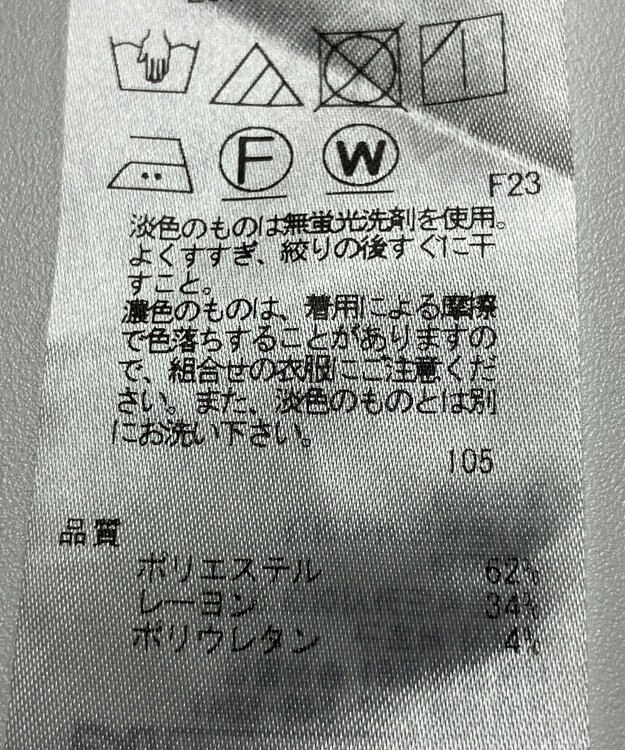 F
W
F23
淡色のものは無蛍光洗剤を使用。
よくすすぎ、絞りの後すぐに干
すこと。
濃色のものは、着用による摩擦
で色落ちすることがありますの
で、組合せの衣服にご注意くだ
さい。また、淡色のものとは別
にお洗い下さい。
105
品質
ポリエステル 62%
レーヨン 34%
ポリウレタン 4%